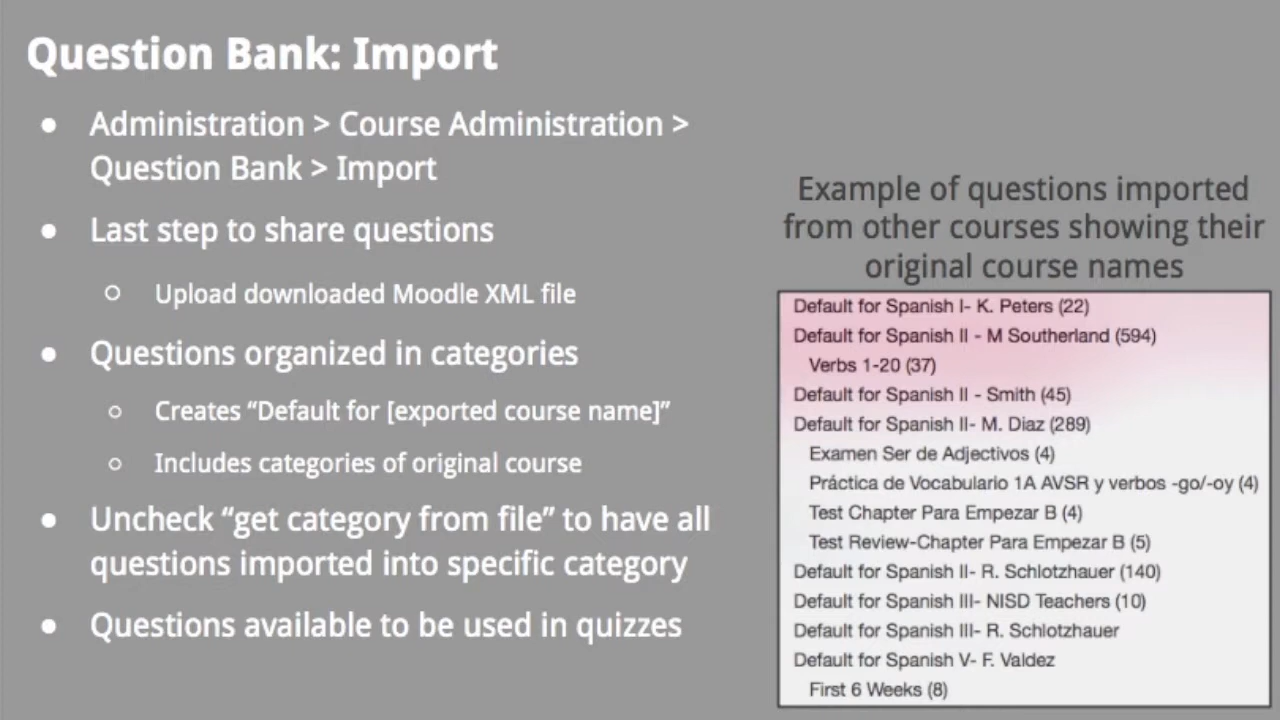 Question Bank: Import
● Administration > Course Administration >
Question Bank > Import
● Last step to share questions
○ Upload downloaded Moodle XML file
● Questions organized in categories
○ Creates “Default for [exported course name]”
○ Includes categories of original course
● Uncheck “get category from file” to have all
questions imported into specific category
● Questions available to be used in quizzes
Example of questions imported
from other courses showing their
original course names
Default for Spanish I- K. Peters (22)
Default for Spanish II - M Southerland (594)
Verbs 1-20 (37)
Default for Spanish II - Smith (45)
Default for Spanish II- M. Diaz (289)
Examen Ser de Adjectivos (4)
Práctica de Vocabulario 1A AVSR y verbos -go/-oy (4)
Test Chapter Para Empezar B (4)
Test Review-Chapter Para Empezar B (5)
Default for Spanish II- R. Schlotzhauer (140)
Default for Spanish III- NISD Teachers (10)
Default for Spanish III- R. Schlotzhauer
Default for Spanish V- F. Valdez
First 6 Weeks (8)